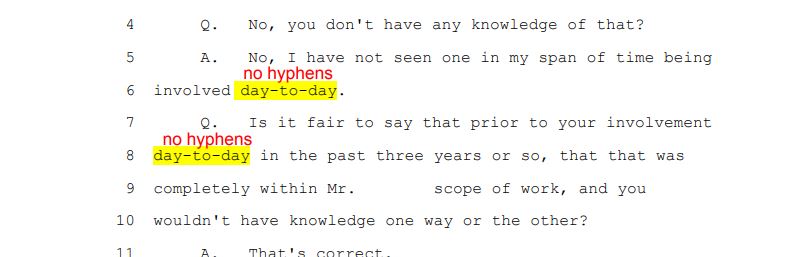 4 Q. No, you don't have any knowledge of that?
5 A. No, I have not seen one in my span of time being
no hyphens
6 involved day-to-day.
7 Q. Is it fair to say that prior to your involvement
no hyphens
8 day-to-day in the past three years or so, that that was
9 completely within Mr. scope of work, and you
10 wouldn't have knowledge one way or the other?
11 A. That's correct.